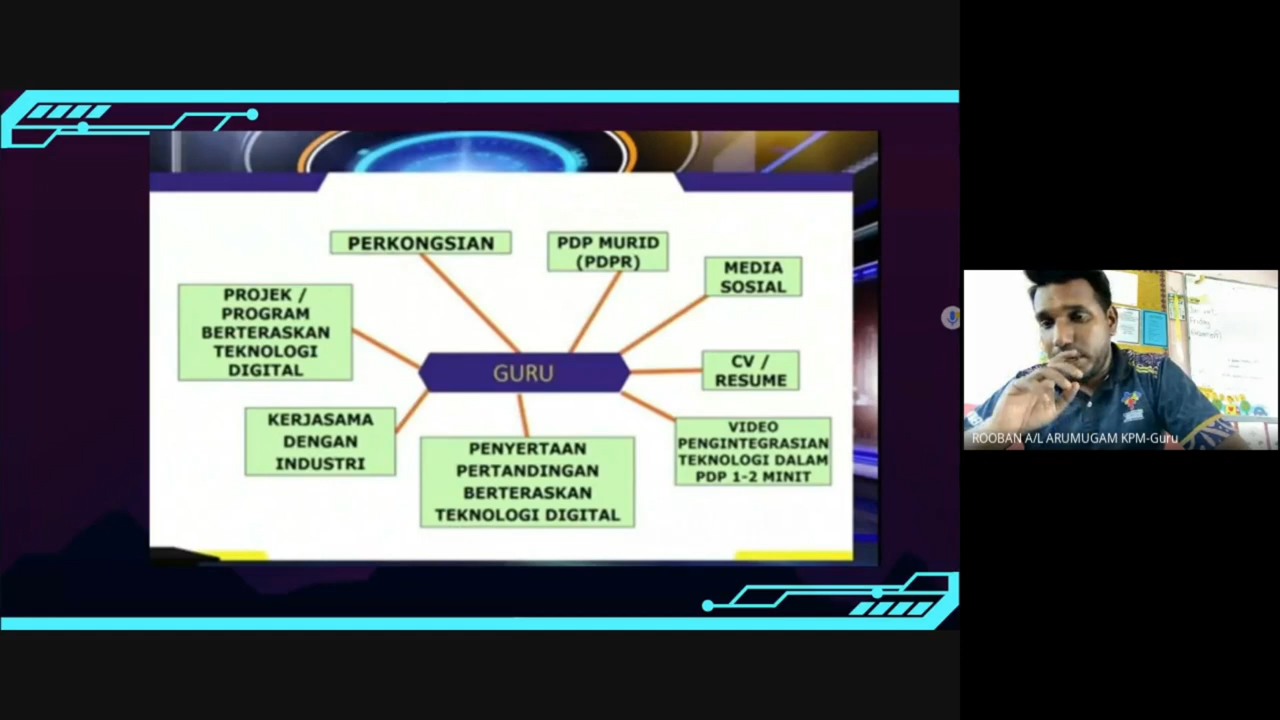 PERKONGSIAN
PDP MURID
(PDPR)
MEDIA
SOSIAL
PROJEK /
PROGRAM
BERTERASKAN
TEKNOLOGI
DIGITAL
GURU
CV /
RESUME
KERJASAMA
DENGAN
INDUSTRI
PENYERTAAN
PERTANDINGAN
BERTERASKAN
TEKNOLOGI DIGITAL
VIDEO
PENGINTEGRASIAN
TEKNOLOGI DALAM
PDP 1-2 MINIT
ROOBAN A/L ARUMUGAM KPM-Guru